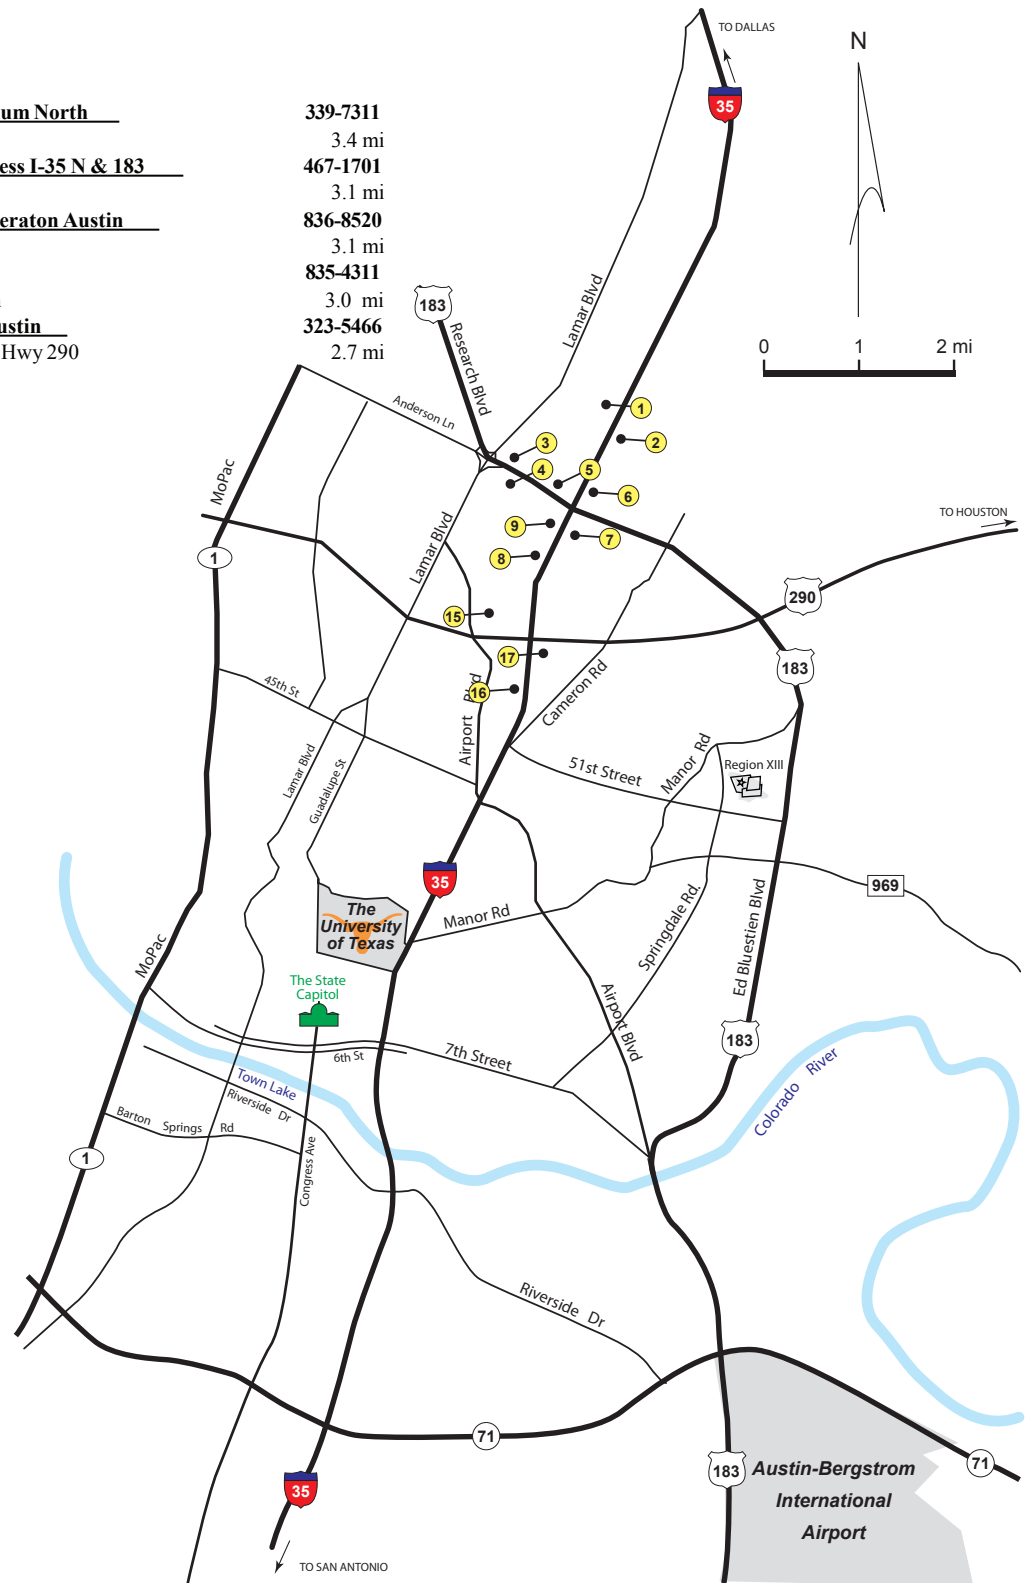 um North 339-7311
3.4 mi
ess I-35 N & 183 467-1701
3.1 mi
eraton Austin 836-8520
3.1 mi
835-4311
3.0 mi
ustin 323-5466
Hwy 290 2.7 mi
TO DALLAS
N
35
0 1 2 mi
183
Research Blvd
Lamar Blvd
Anderson Ln
MoPac
1
2
3
4
5
6
7
8
9
15
16
17
TO HOUSTON
1
Lamar Blvd
290
183
45th St
Airport Blvd
Cameron Rd
51st Street
Manor Rd
Region XIII
Lamar Blvd
Guadalupe St
35
969
The
University
of Texas
Manor Rd
Springdale Rd.
Ed Bluestien Blvd
MoPac
The State
Capitol
Airport Blvd
183
6th St
7th Street
Town Lake
Riverside Dr
Colorado River
Barton Springs Rd
Congress Ave
1
Riverside Dr
71
183
Austin-Bergstrom
International
Airport
71
35
TO SAN ANTONIO